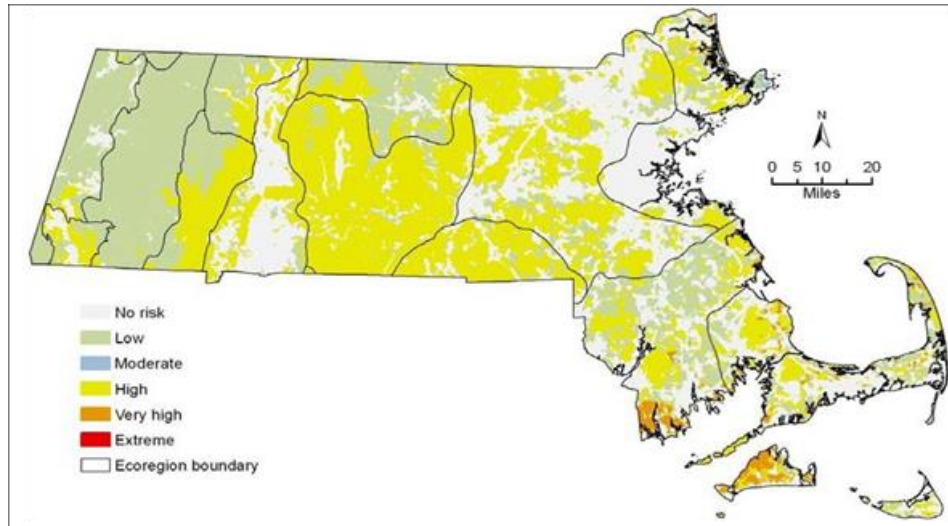 N
0 5 10 20
Miles
No risk
Low
Moderate
High
Very high
Extreme
Ecoregion boundary